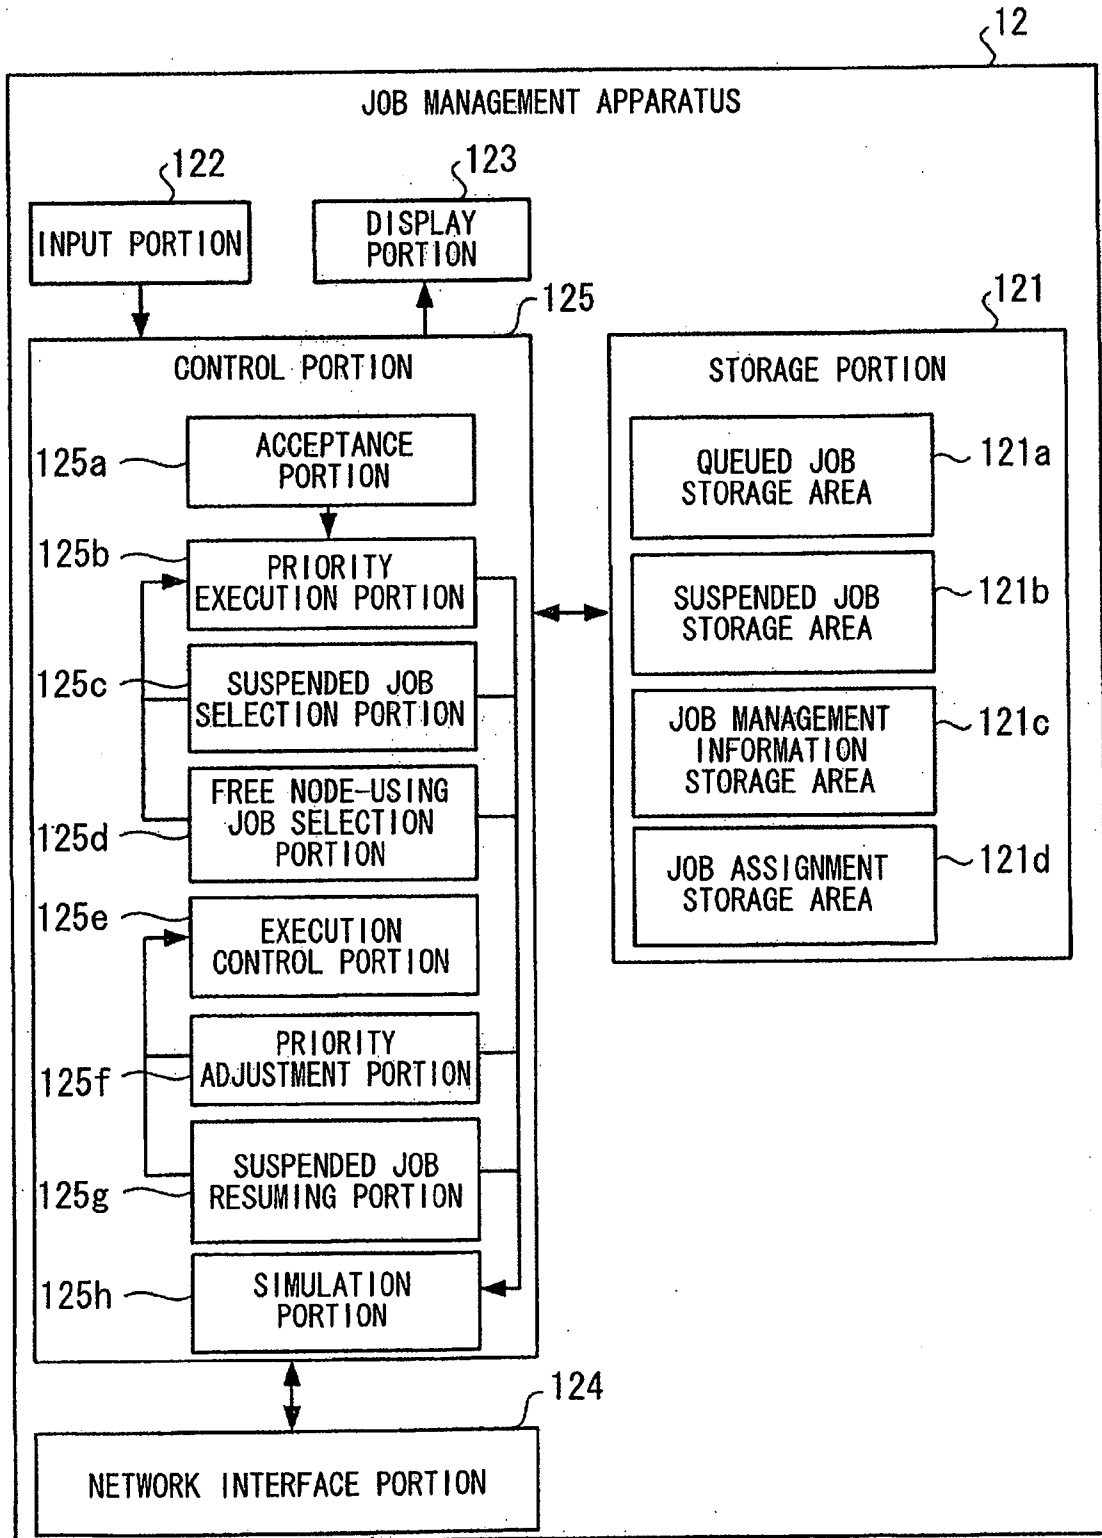 12
JOB MANAGEMENT APPARATUS
122
123
INPUT PORTION
DISPLAY
PORTION
125
121
CONTROL PORTION
STORAGE PORTION
125a
ACCEPTANCE
PORTION
QUEUED JOB
STORAGE AREA
121a
125b
PRIORITY
EXECUTION PORTION
SUSPENDED JOB
STORAGE AREA
121b
125c
SUSPENDED JOB
SELECTION PORTION
JOB MANAGEMENT
INFORMATION
STORAGE AREA
121c
125d
FREE NODE-USING
JOB SELECTION
PORTION
JOB ASSIGNMENT
STORAGE AREA
121d
125e
EXECUTION
CONTROL PORTION
125f
PRIORITY
ADJUSTMENT PORTION
125g
SUSPENDED JOB
RESUMING PORTION
125h
SIMULATION
PORTION
124
NETWORK INTERFACE PORTION